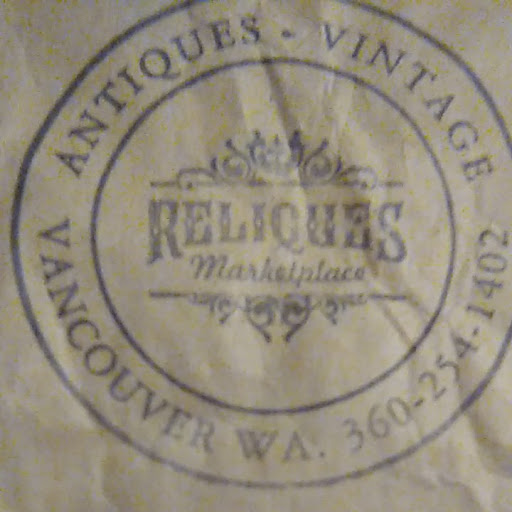 ANTIQUES - VINTAGE
RELIQUES
Marketplace
VANCOUVER WA. 360-254-1402